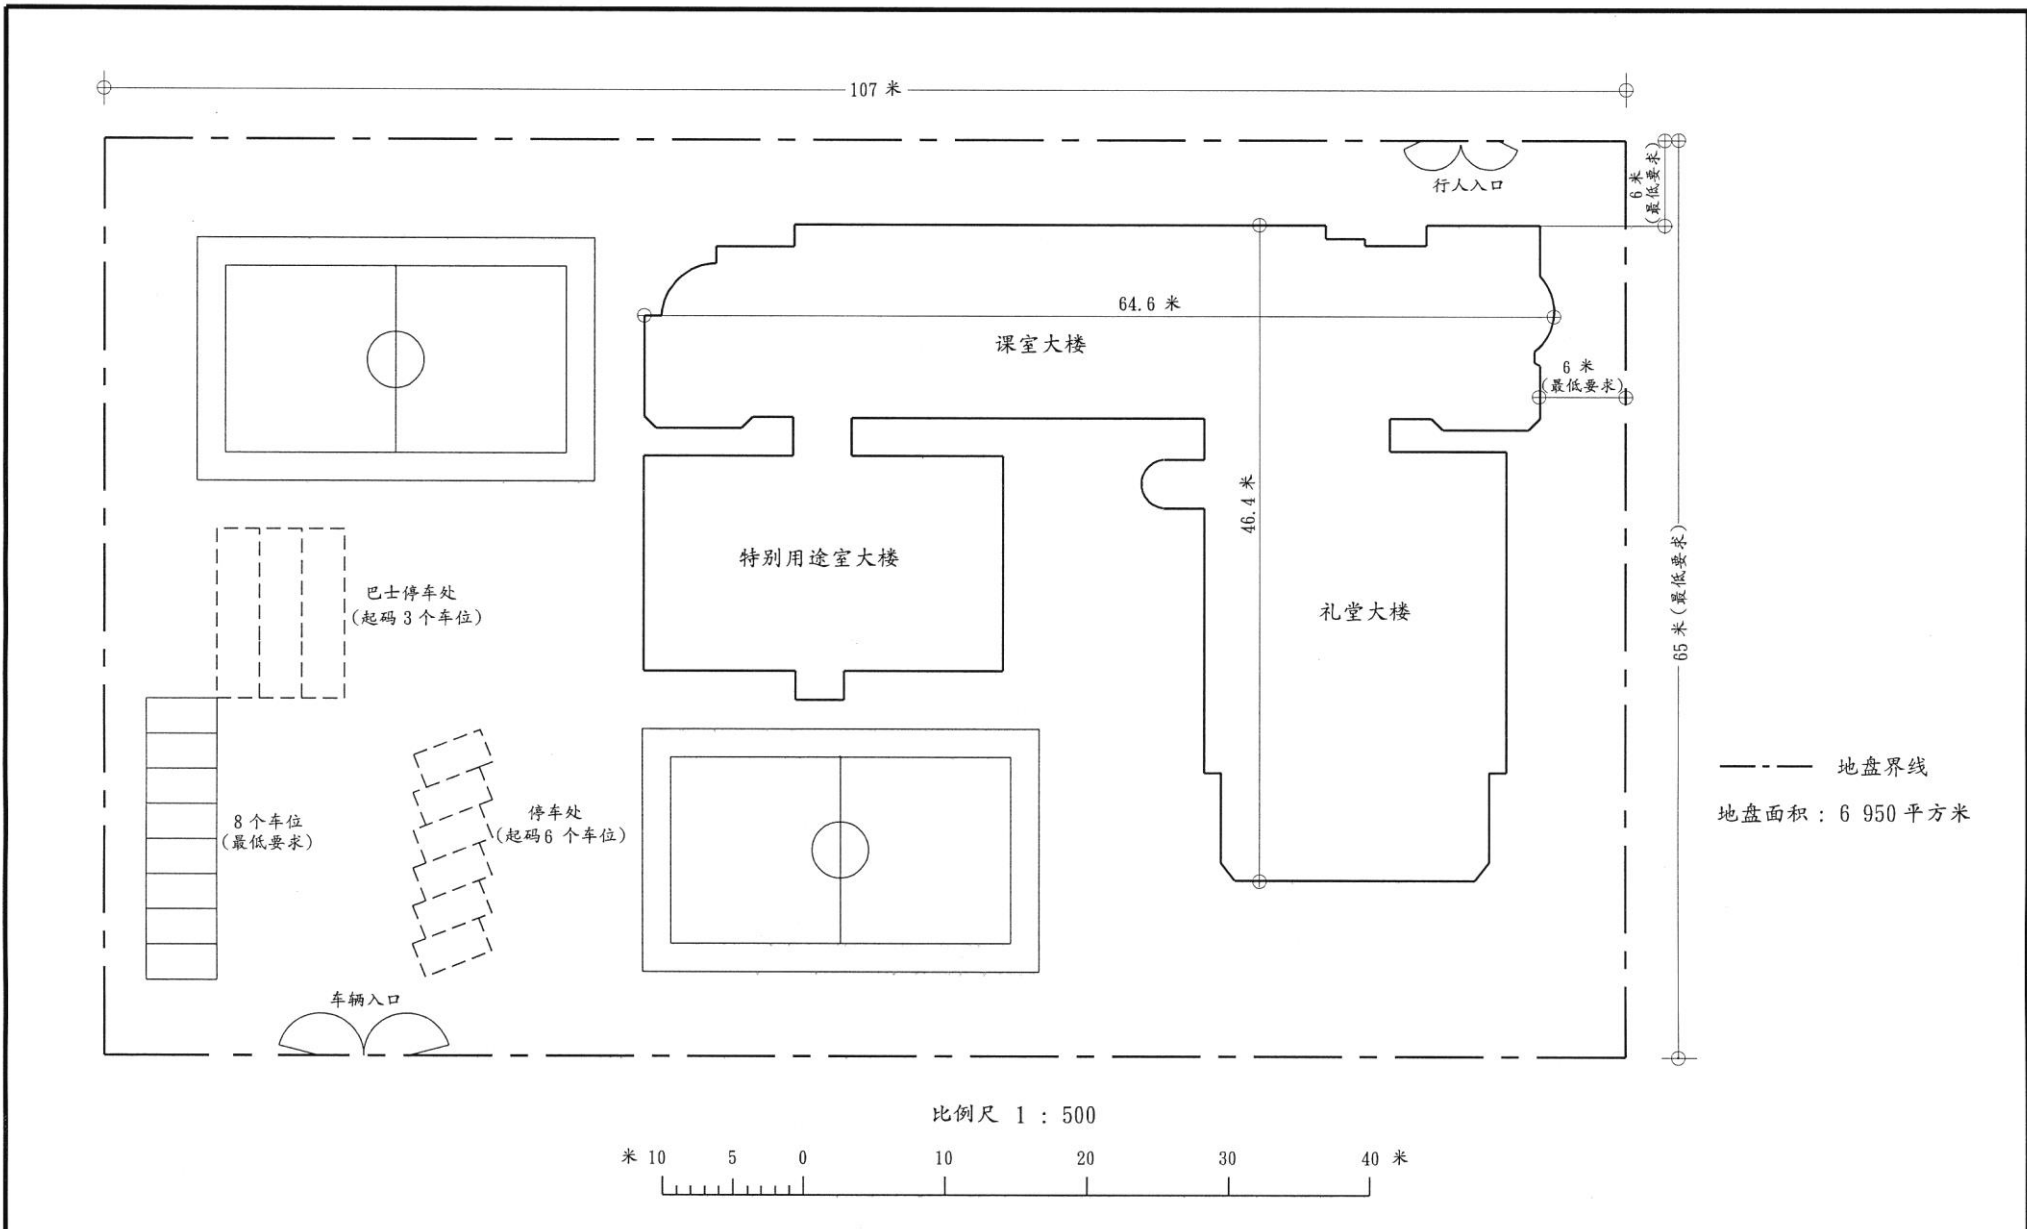 107 米
行人入口
6 米
(最低要求)
64.6 米
课室大楼
6 米
(最低要求)
46.4 米
65 米 (最低要求)
特别用途室大楼
巴士停车处
(起码 3 个车位)
礼堂大楼
8 个车位
(最低要求)
停车处
(起码 6 个车位)
地盘界线
地盘面积 : 6 950 平方米
车辆入口
比例尺 1 : 500
米 10 5 0 10 20 30 40 米